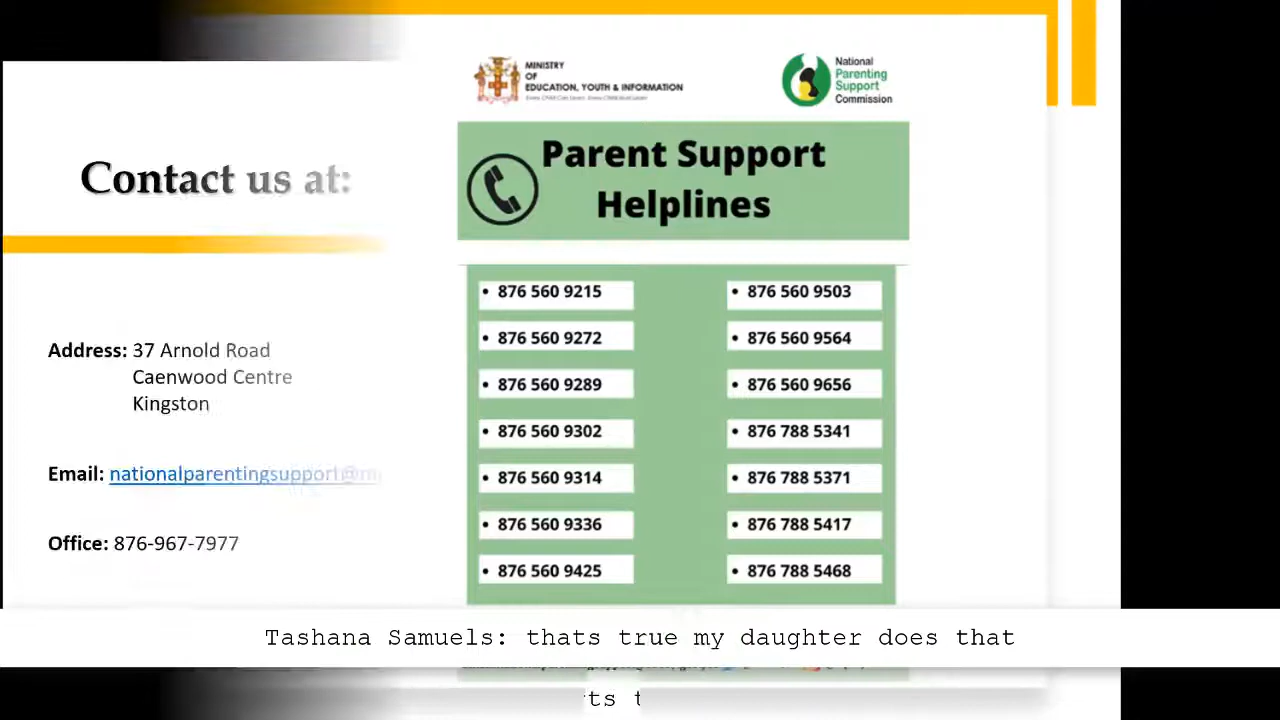 MINISTRY
OF
EDUCATION, YOUTH & INFORMATION
National
Parenting
Support
Commission
Contact us at:
Parent Support
Helplines
Address: 37 Arnold Road
Caenwood Centre
Kingston
Email: nationalparentingsupport@m
Office: 876-967-7977
• 876 560 9215
• 876 560 9272
• 876 560 9289
• 876 560 9302
• 876 560 9314
• 876 560 9336
• 876 560 9425
• 876 560 9503
• 876 560 9564
• 876 560 9656
• 876 788 5341
• 876 788 5371
• 876 788 5417
• 876 788 5468
Tashana Samuels: thats true my daughter does that